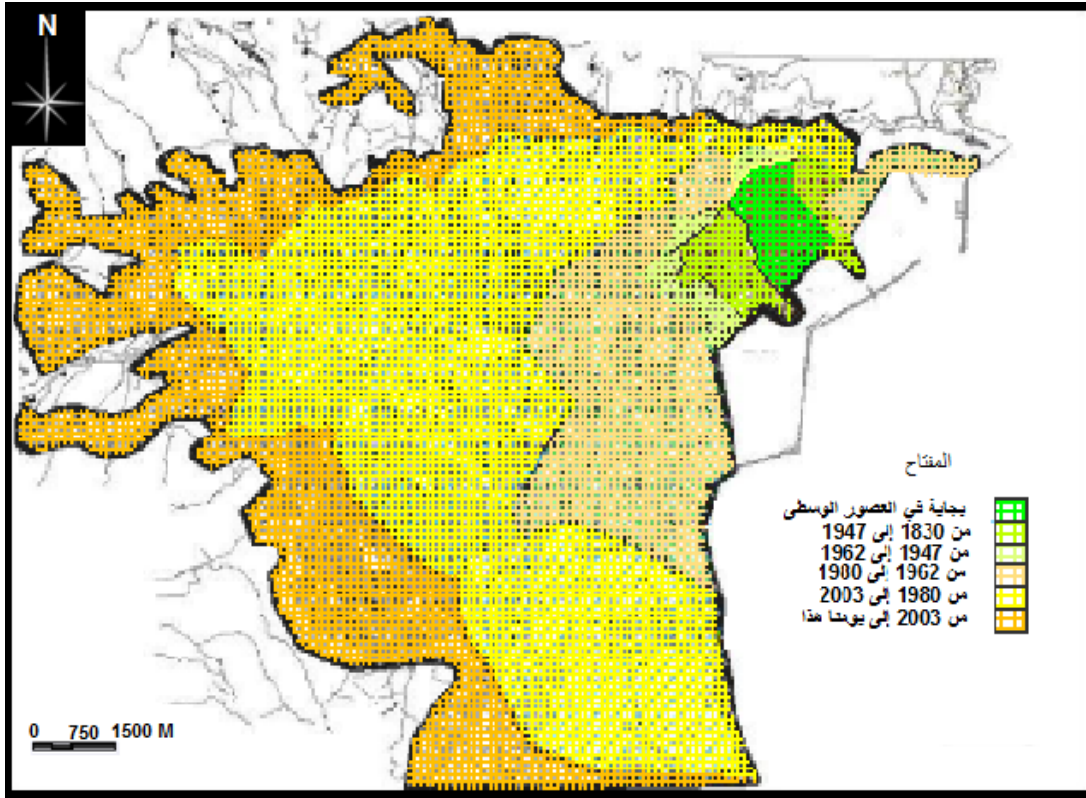 N
المفتاح
بجاية في العصور الوسطى
من 1830 إلى 1947
من 1947 إلى 1962
من 1962 إلى 1980
من 1980 إلى 2003
من 2003 إلى يومنا هذا
0 750 1500 M